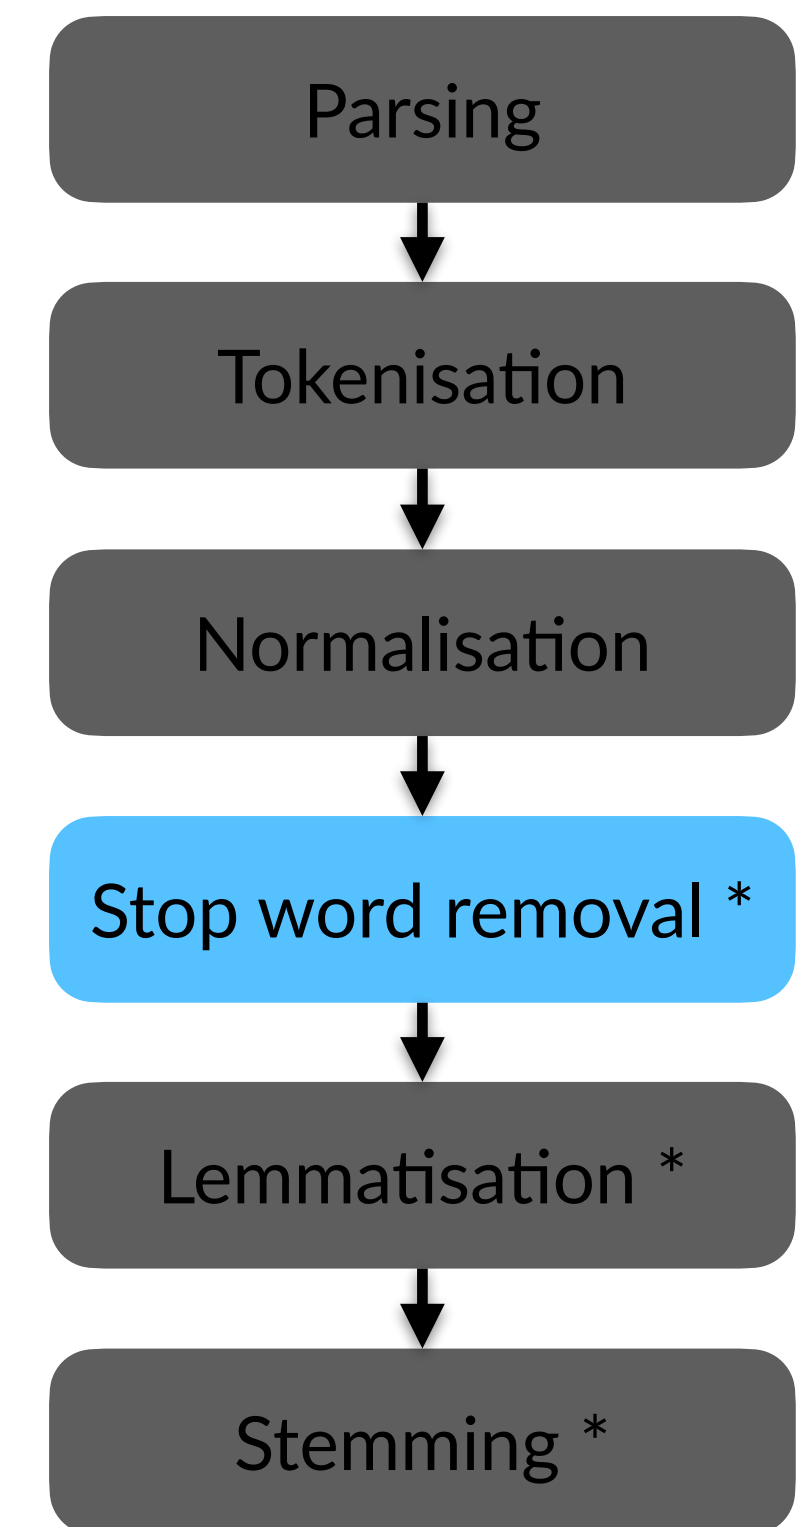 Parsing
Tokenisation
Normalisation
Stop word removal *
Lemmatisation *
Stemming *